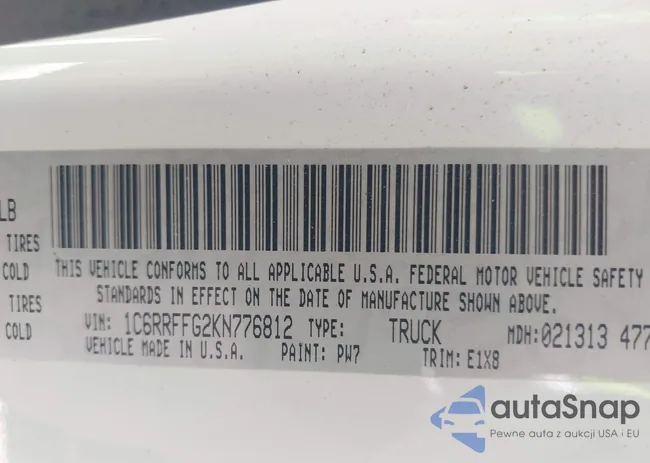 LB
TIRES
COLD THIS VEHICLE CONFORMS TO ALL APPLICABLE U.S.A. FEDERAL MOTOR VEHICLE SAFETY
TIRES STANDARDS IN EFFECT ON THE DATE OF MANUFACTURE SHOWN ABOVE.
COLD VIN: 1C6RRFFG2KN776812 TYPE: TRUCK MDH:021313 477
VEHICLE MADE IN U.S.A. PAINT: PW7 TRIM: E1X8
autaSnap
Pewne auta z aukcji USA i EU